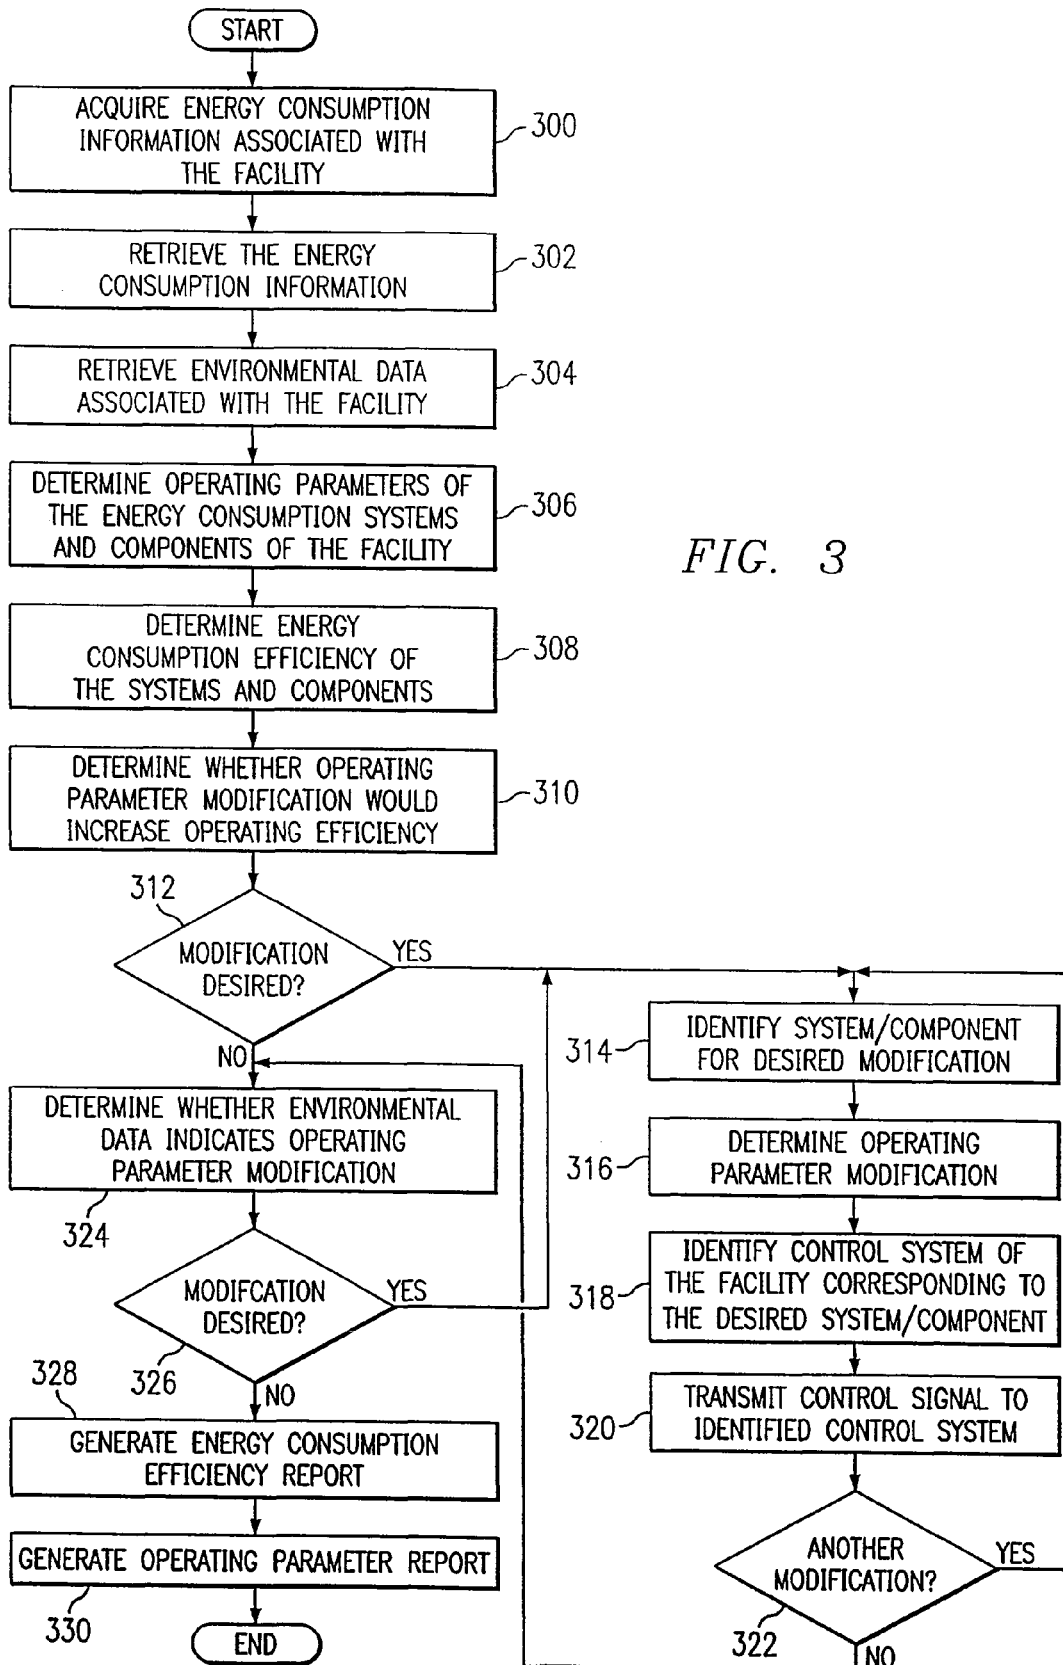 START
ACQUIRE ENERGY CONSUMPTION
INFORMATION ASSOCIATED WITH
THE FACILITY
300
RETRIEVE THE ENERGY
CONSUMPTION INFORMATION
302
RETRIEVE ENVIRONMENTAL DATA
ASSOCIATED WITH THE FACILITY
304
DETERMINE OPERATING PARAMETERS OF
THE ENERGY CONSUMPTION SYSTEMS
AND COMPONENTS OF THE FACILITY
306
FIG. 3
DETERMINE ENERGY
CONSUMPTION EFFICIENCY OF
THE SYSTEMS AND COMPONENTS
308
DETERMINE WHETHER OPERATING
PARAMETER MODIFICATION WOULD
INCREASE OPERATING EFFICIENCY
310
312
MODIFICATION
DESIRED?
YES
NO
DETERMINE WHETHER ENVIRONMENTAL
DATA INDICATES OPERATING
PARAMETER MODIFICATION
324
MODIFCATION
DESIRED?
YES
326
NO
328
GENERATE ENERGY CONSUMPTION
EFFICIENCY REPORT
GENERATE OPERATING PARAMETER REPORT
330
END
314
IDENTIFY SYSTEM/COMPONENT
FOR DESIRED MODIFICATION
316
DETERMINE OPERATING
PARAMETER MODIFICATION
318
IDENTIFY CONTROL SYSTEM OF
THE FACILITY CORRESPONDING TO
THE DESIRED SYSTEM/COMPONENT
320
TRANSMIT CONTROL SIGNAL TO
IDENTIFIED CONTROL SYSTEM
ANOTHER
MODIFICATION?
YES
322
NO